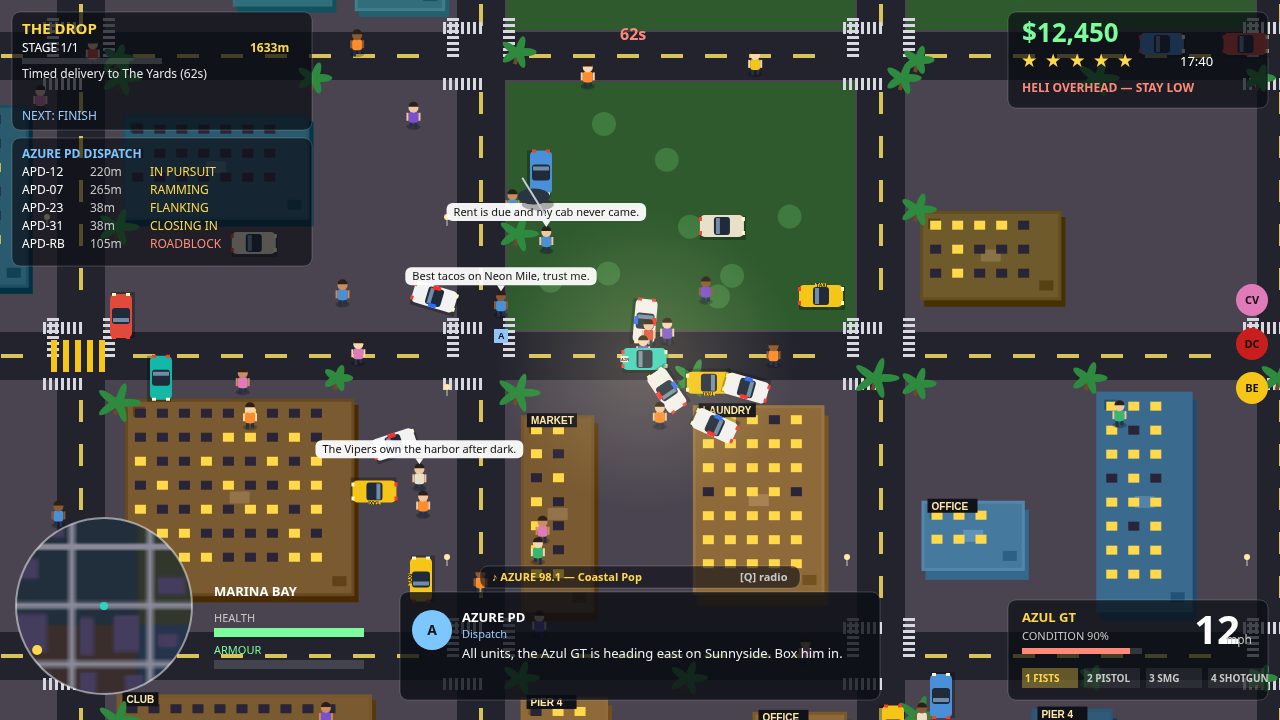 THE DROP
STAGE 1/1 1633m
Timed delivery to The Yards (62s)
NEXT: FINISH
AZURE PD DISPATCH
APD-12 220m IN PURSUIT
APD-07 265m RAMMING
APD-23 38m FLANKING
APD-31 38m CLOSING IN
APD-RB 105m ROADBLOCK
62s
$12,450
★ ★ ★ ★ ★ 17:40
HELI OVERHEAD — STAY LOW
Rent is due and my cab never came.
Best tacos on Neon Mile, trust me.
A
TAXI
CV
DC
BE
MARKET
LAUNDRY
The Vipers own the harbor after dark.
OFFICE
♪ AZURE 98.1 — Coastal Pop [Q] radio
MARINA BAY
HEALTH
ARMOUR
A
AZURE PD
Dispatch
All units, the Azul GT is heading east on Sunnyside. Box him in.
AZUL GT
CONDITION 90%
12 mph
1 FISTS 2 PISTOL 3 SMG 4 SHOTGUN
CLUB
PIER 4
OFFICE
PIER 4